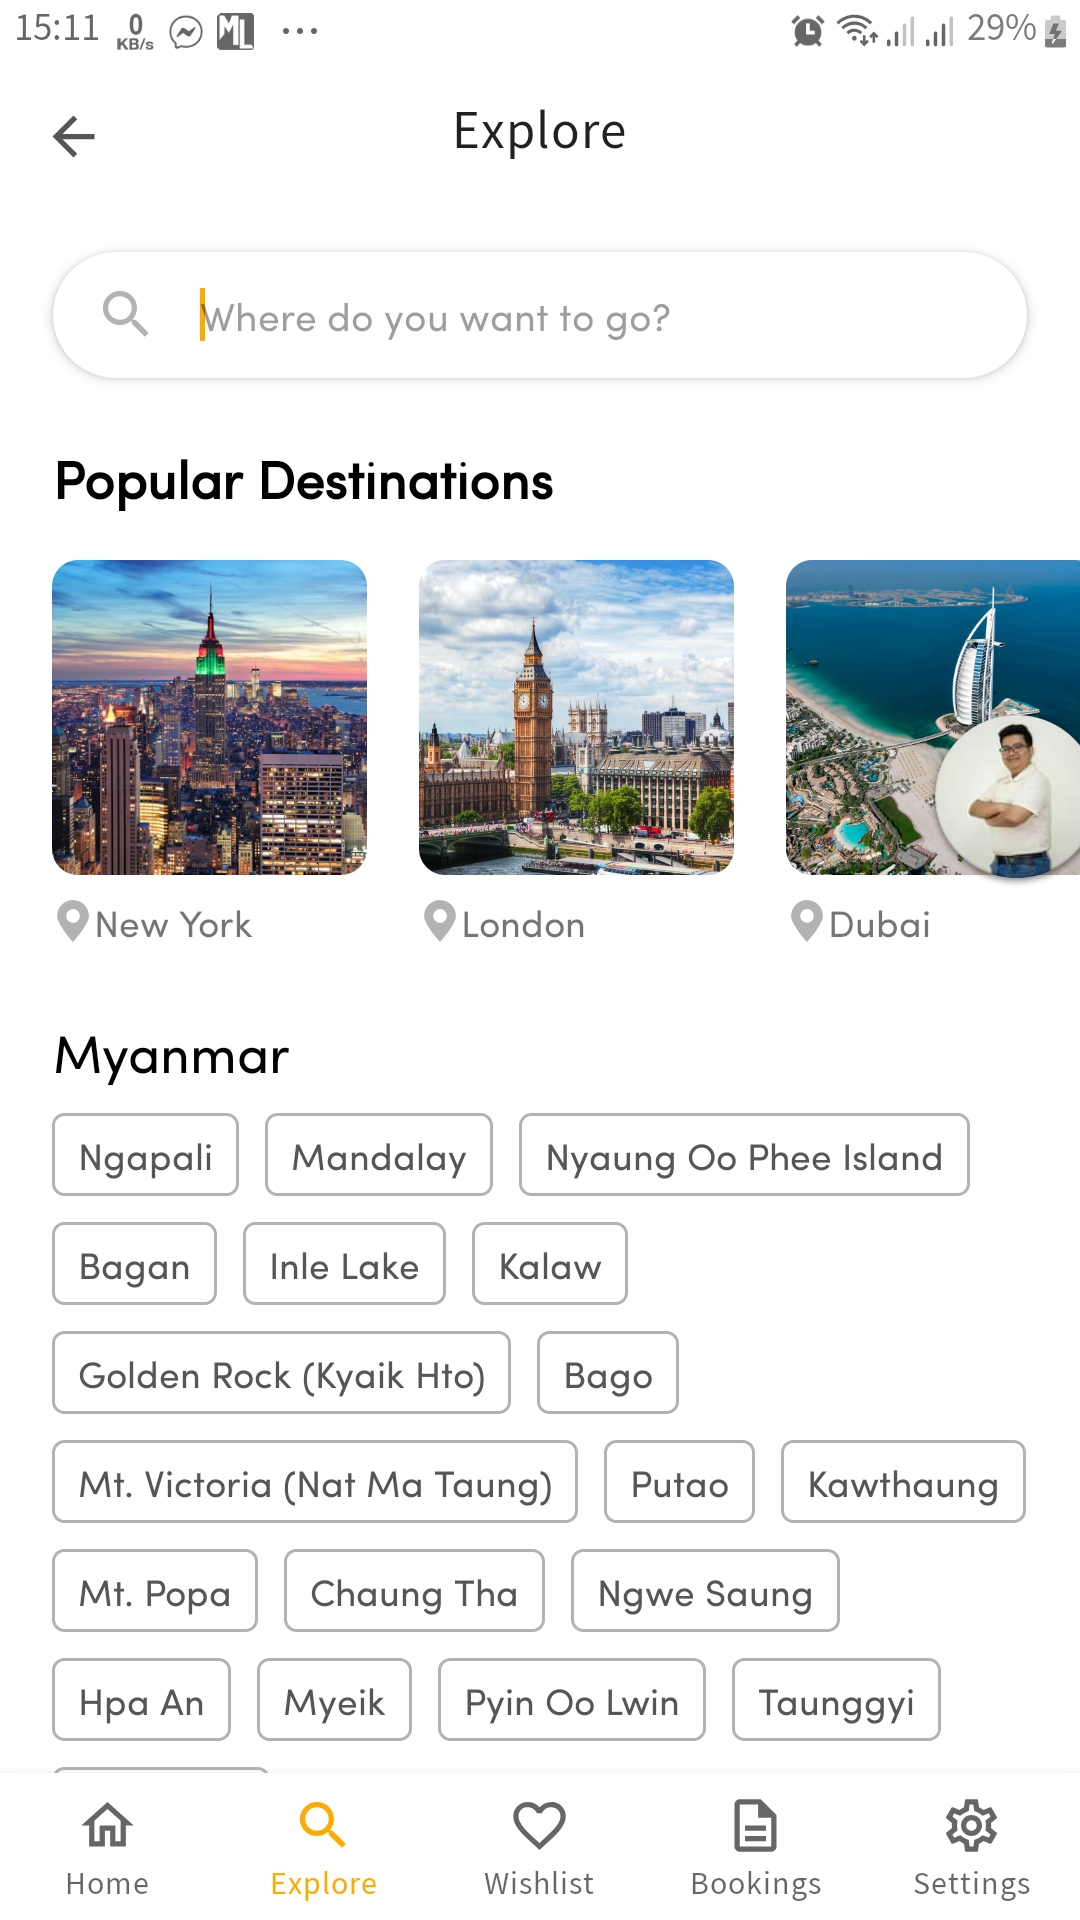 15:11 0 KB/s ML ... 29%
Explore
Where do you want to go?
Popular Destinations
New York London Dubai
Myanmar
Ngapali Mandalay Nyaung Oo Phee Island
Bagan Inle Lake Kalaw
Golden Rock (Kyaik Hto) Bago
Mt. Victoria (Nat Ma Taung) Putao Kawthaung
Mt. Popa Chaung Tha Ngwe Saung
Hpa An Myeik Pyin Oo Lwin Taunggyi
Home Explore Wishlist Bookings Settings